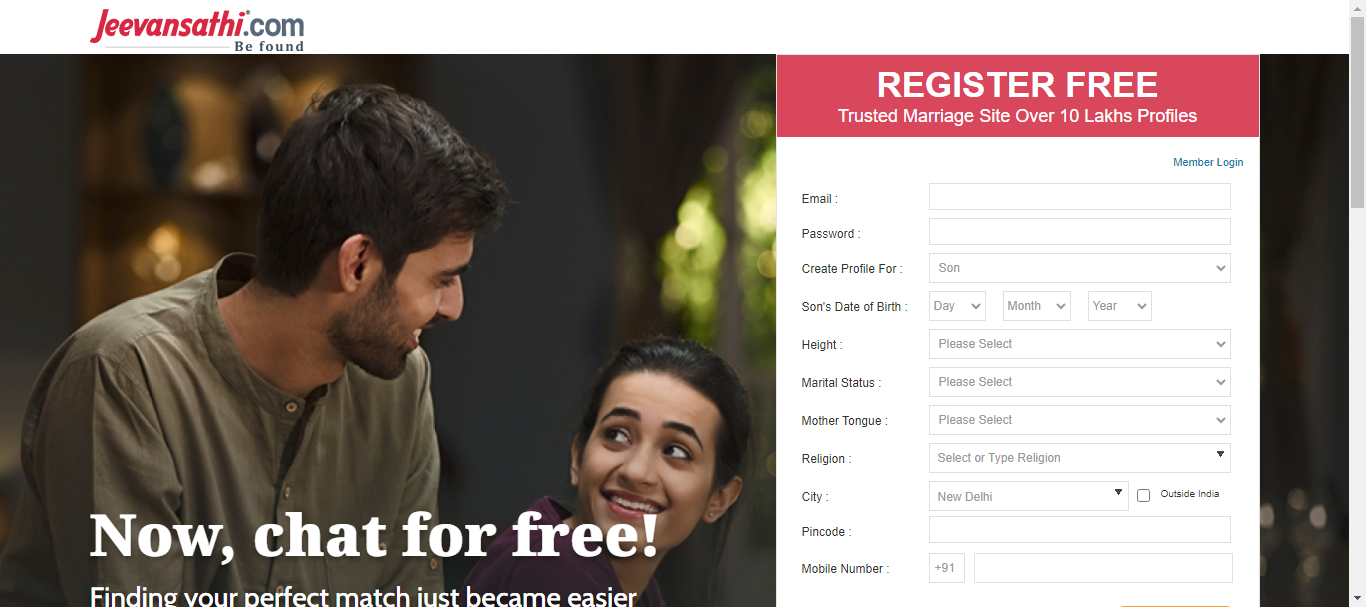 Jeevansathi.com
Be found
REGISTER FREE
Trusted Marriage Site Over 10 Lakhs Profiles
Member Login
Email :
Password :
Create Profile For : Son
Son's Date of Birth : Day Month Year
Height : Please Select
Marital Status : Please Select
Mother Tongue : Please Select
Religion : Select or Type Religion
City : New Delhi Outside India
Pincode :
Mobile Number : +91
Now, chat for free!
Finding your perfect match just became easier